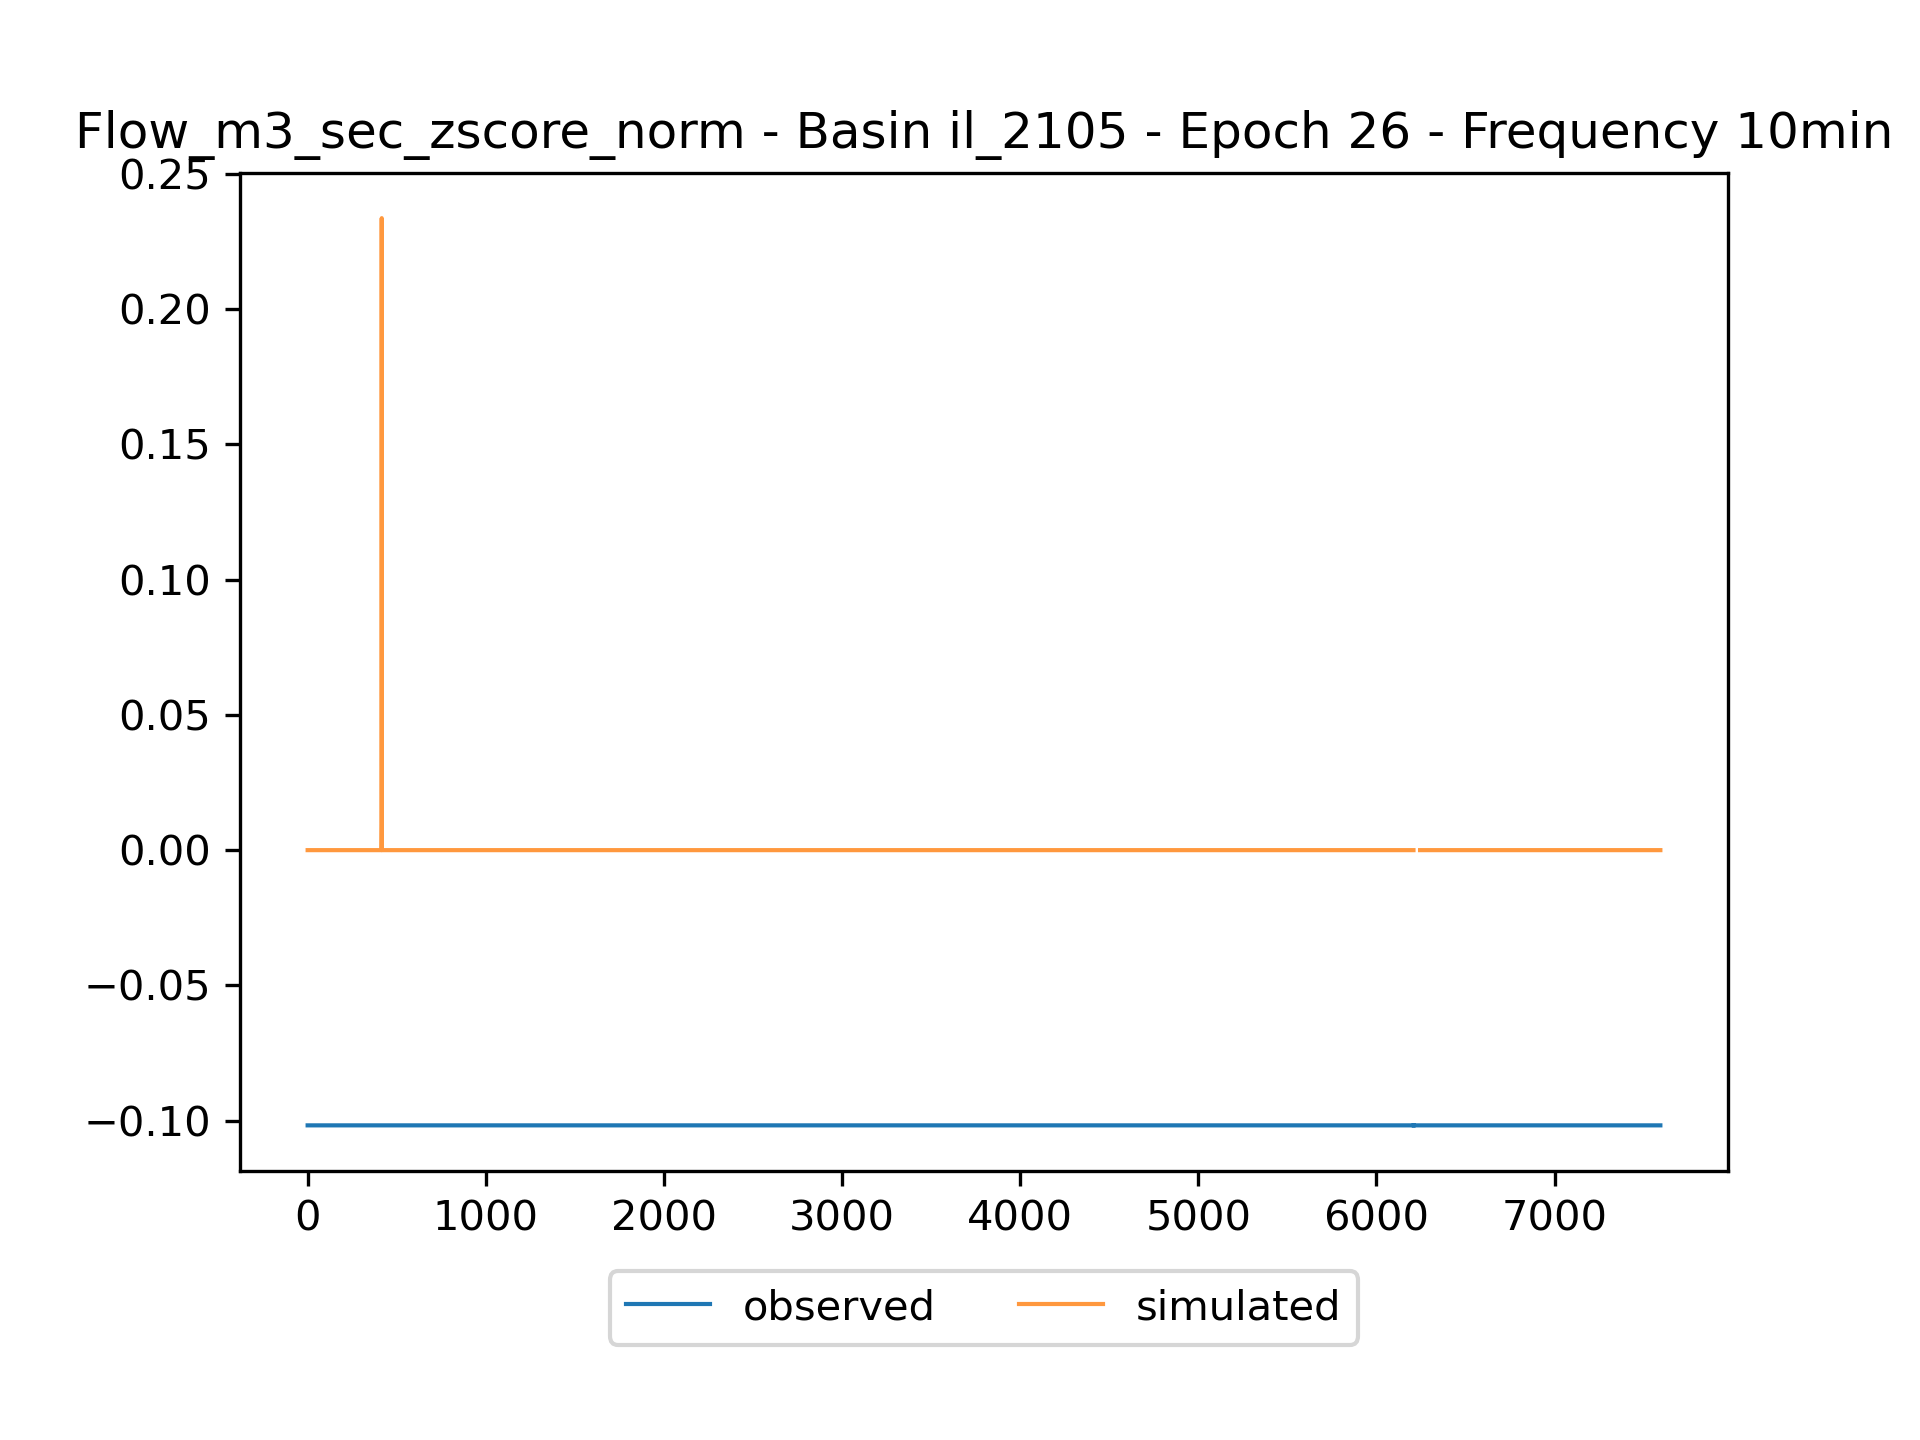 Flow_m3_sec_zscore_norm - Basin il_2105 - Epoch 26 - Frequency 10min
0.25
0.20
0.15
0.10
0.05
0.00
−0.05
−0.10
0 1000 2000 3000 4000 5000 6000 7000
observed simulated